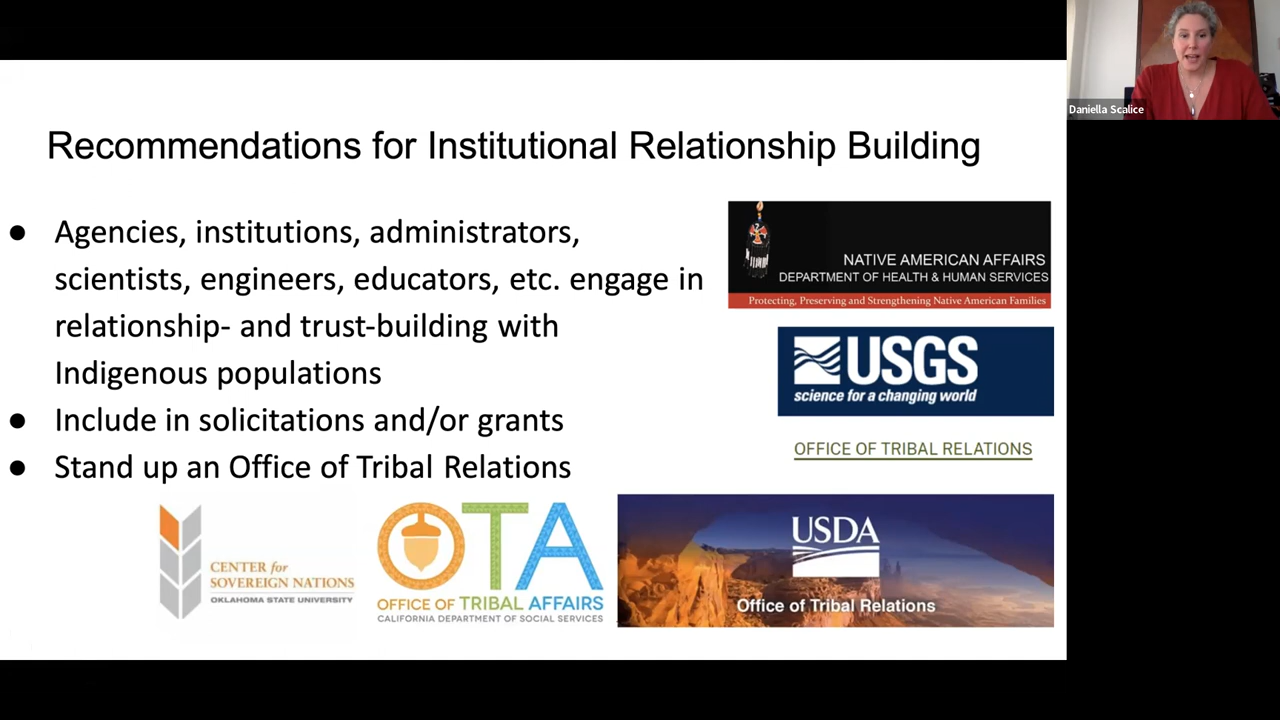 Daniella Scalice
Recommendations for Institutional Relationship Building
● Agencies, institutions, administrators,
scientists, engineers, educators, etc. engage in
relationship- and trust-building with
Indigenous populations
● Include in solicitations and/or grants
● Stand up an Office of Tribal Relations
NATIVE AMERICAN AFFAIRS
DEPARTMENT OF HEALTH & HUMAN SERVICES
Protecting, Preserving and Strengthening Native American Families
USGS
science for a changing world
OFFICE OF TRIBAL RELATIONS
CENTER for
SOVEREIGN NATIONS
OKLAHOMA STATE UNIVERSITY
OTA
OFFICE OF TRIBAL AFFAIRS
CALIFORNIA DEPARTMENT OF SOCIAL SERVICES
USDA
Office of Tribal Relations